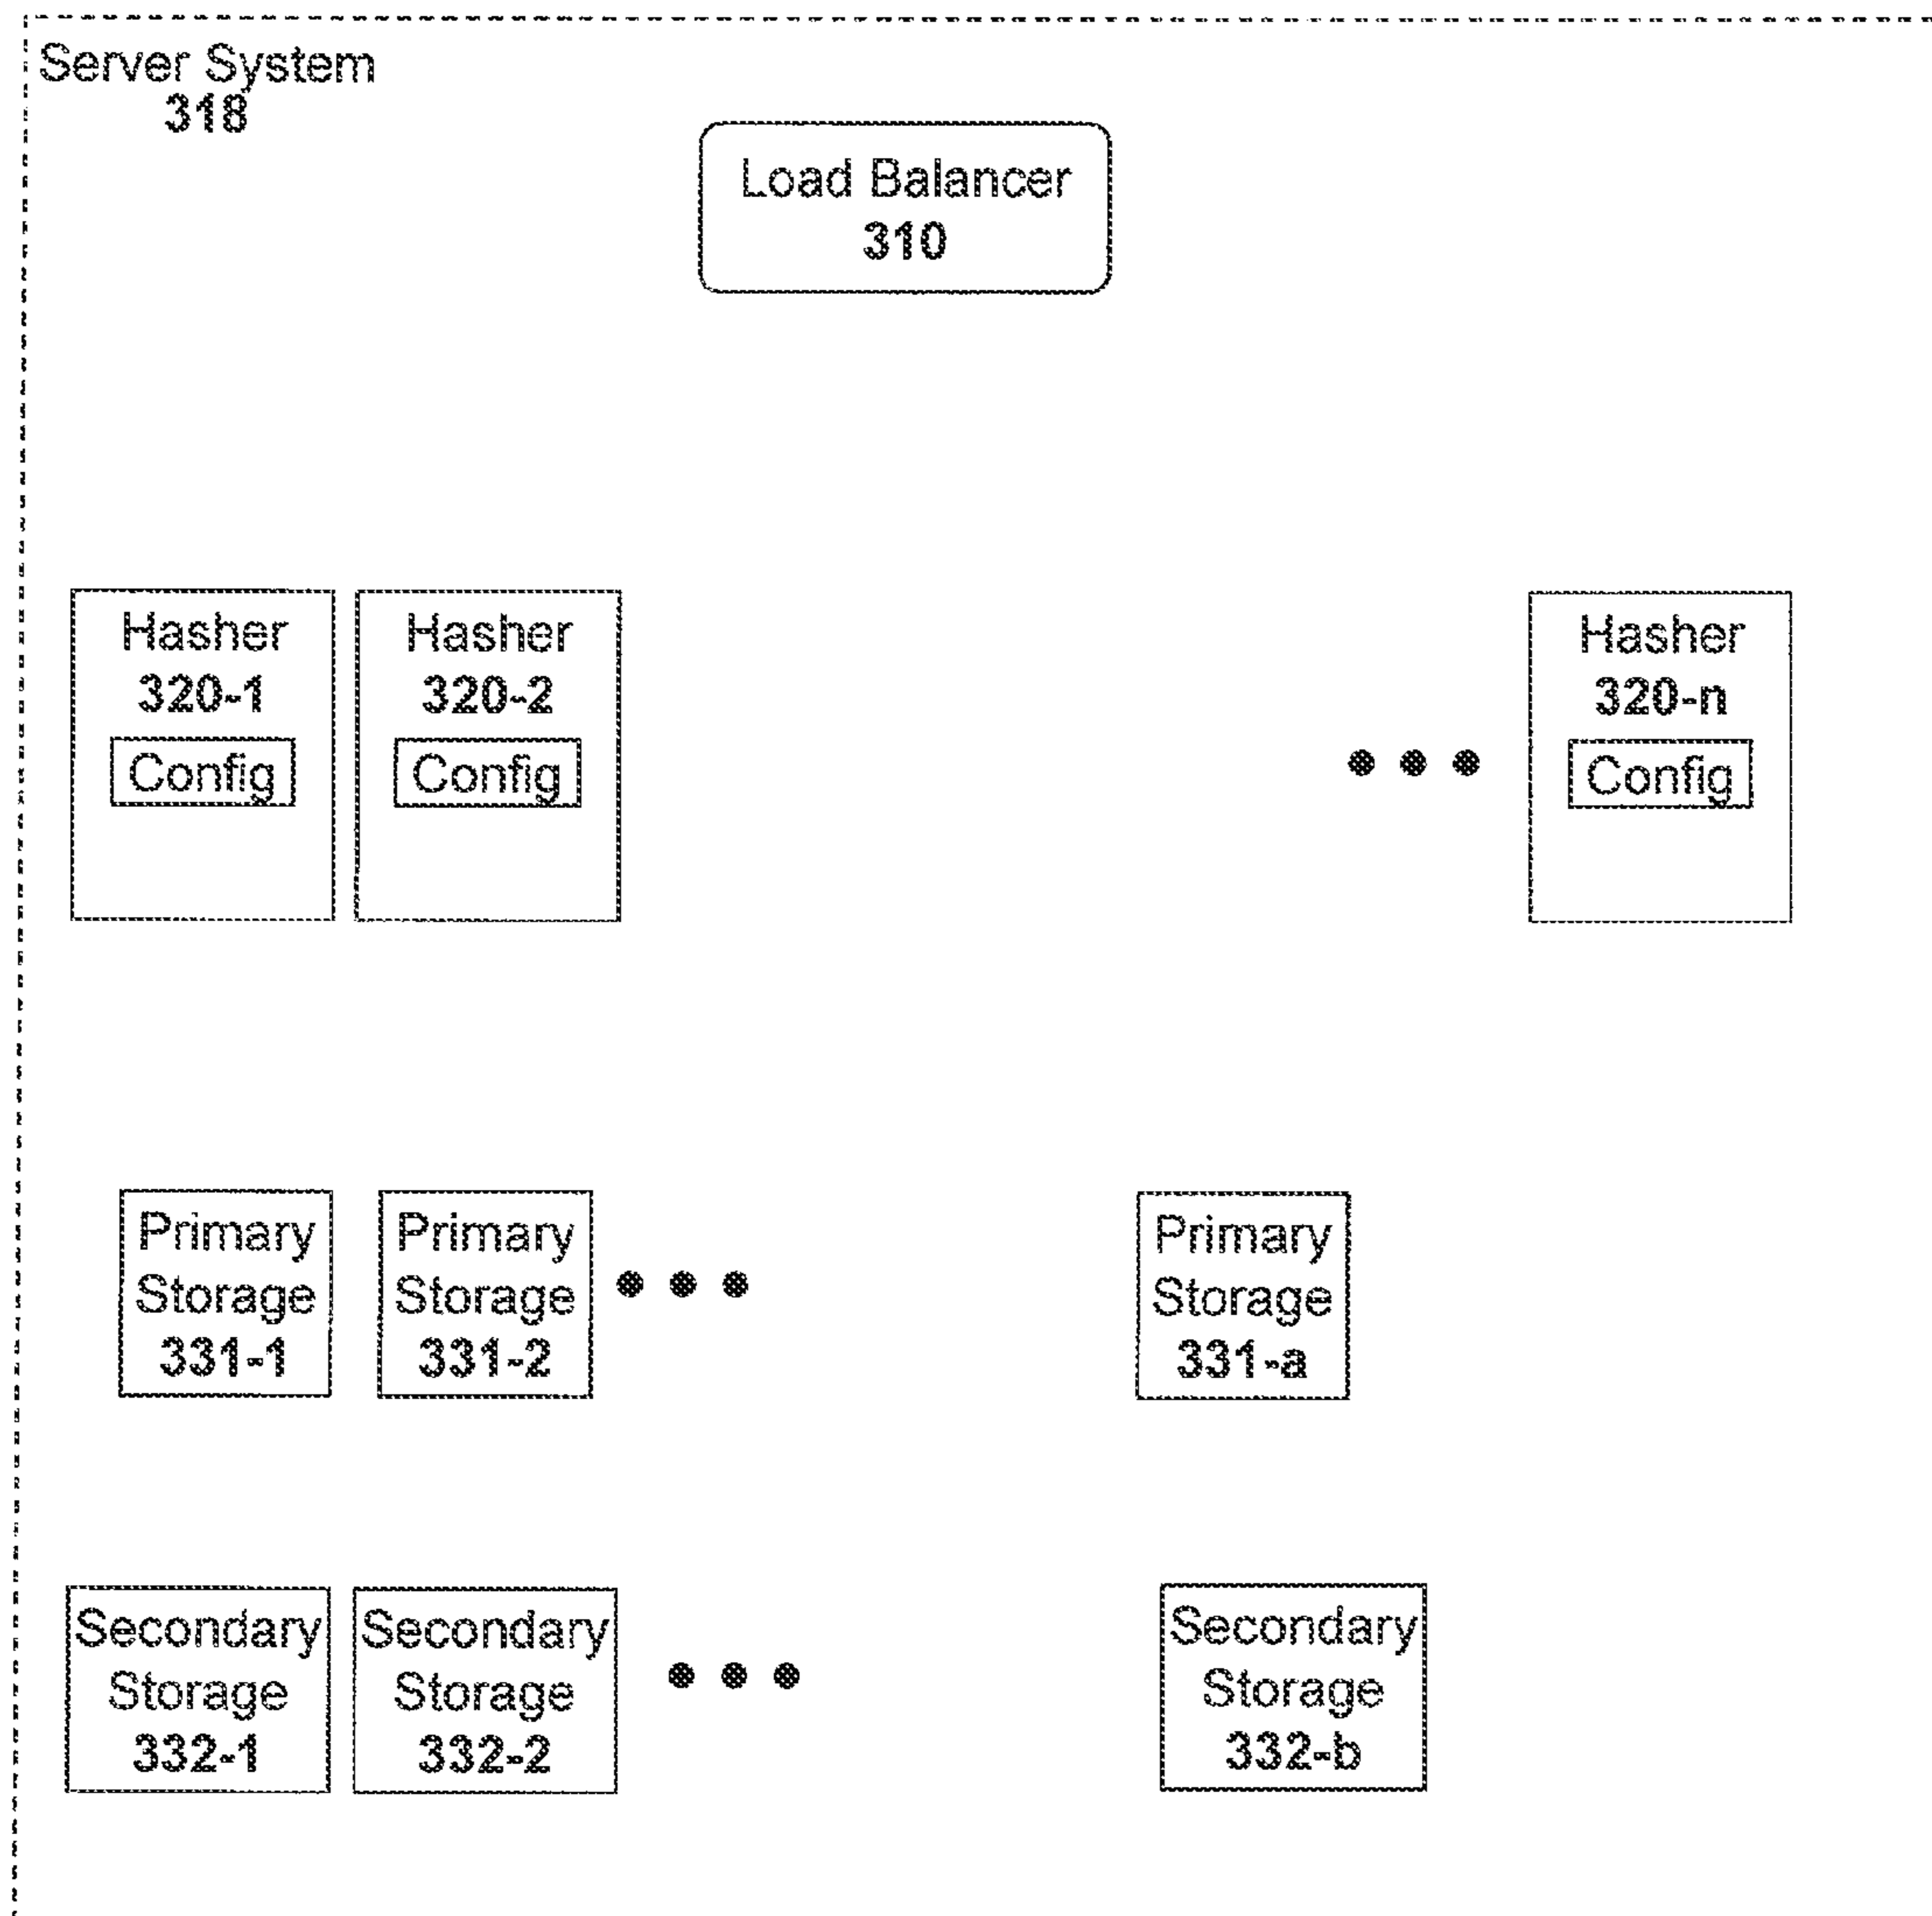 Server System
318
Load Balancer
310
Hasher
320-1
Config
Hasher
320-2
Config
Hasher
320-n
Config
Primary
Storage
331-1
Primary
Storage
331-2
Primary
Storage
331-a
Secondary
Storage
332-1
Secondary
Storage
332-2
Secondary
Storage
332-b